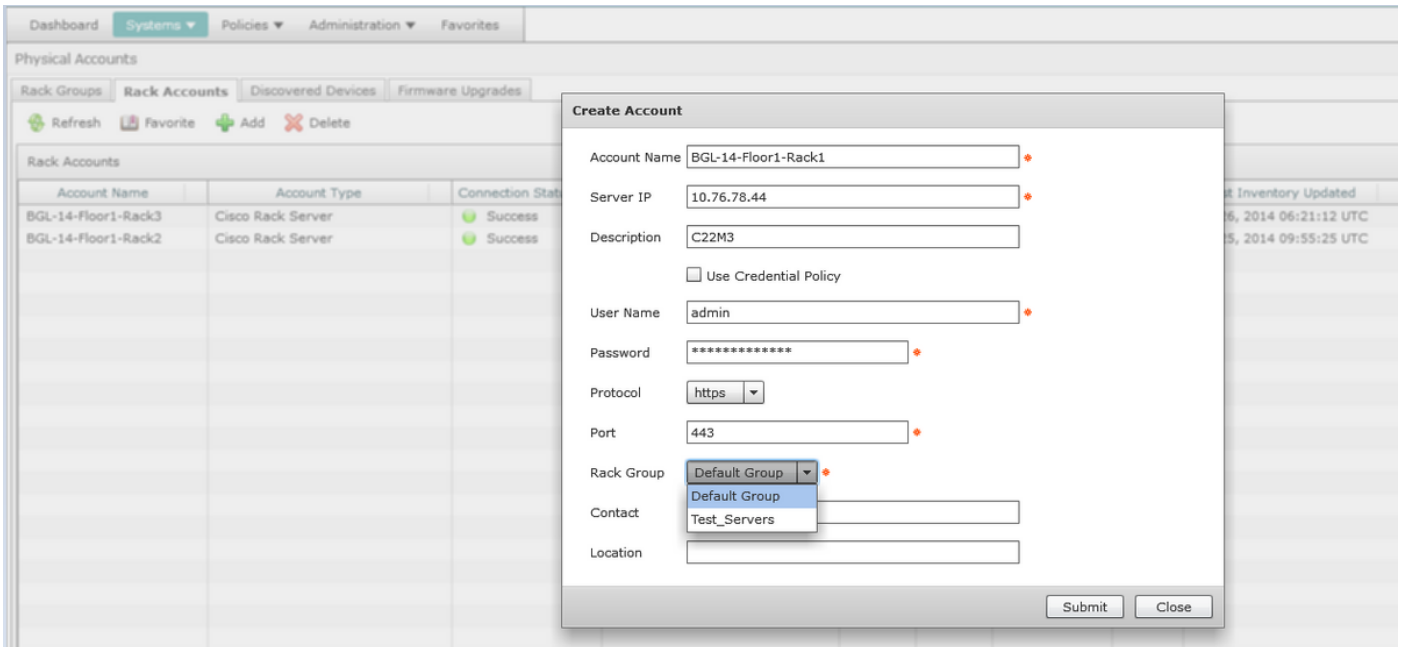 Dashboard Systems ▼ Policies ▼ Administration ▼ Favorites
Physical Accounts
Rack Groups Rack Accounts Discovered Devices Firmware Upgrades
Refresh Favorite Add Delete
Rack Accounts
Account Name Account Type Connection Statu t Inventory Updated
BGL-14-Floor1-Rack3 Cisco Rack Server Success 6, 2014 06:21:12 UTC
BGL-14-Floor1-Rack2 Cisco Rack Server Success 5, 2014 09:55:25 UTC
Create Account
Account Name BGL-14-Floor1-Rack1
Server IP 10.76.78.44
Description C22M3
Use Credential Policy
User Name admin
Password *************
Protocol https
Port 443
Rack Group Default Group
Default Group
Test_Servers
Contact
Location
Submit Close